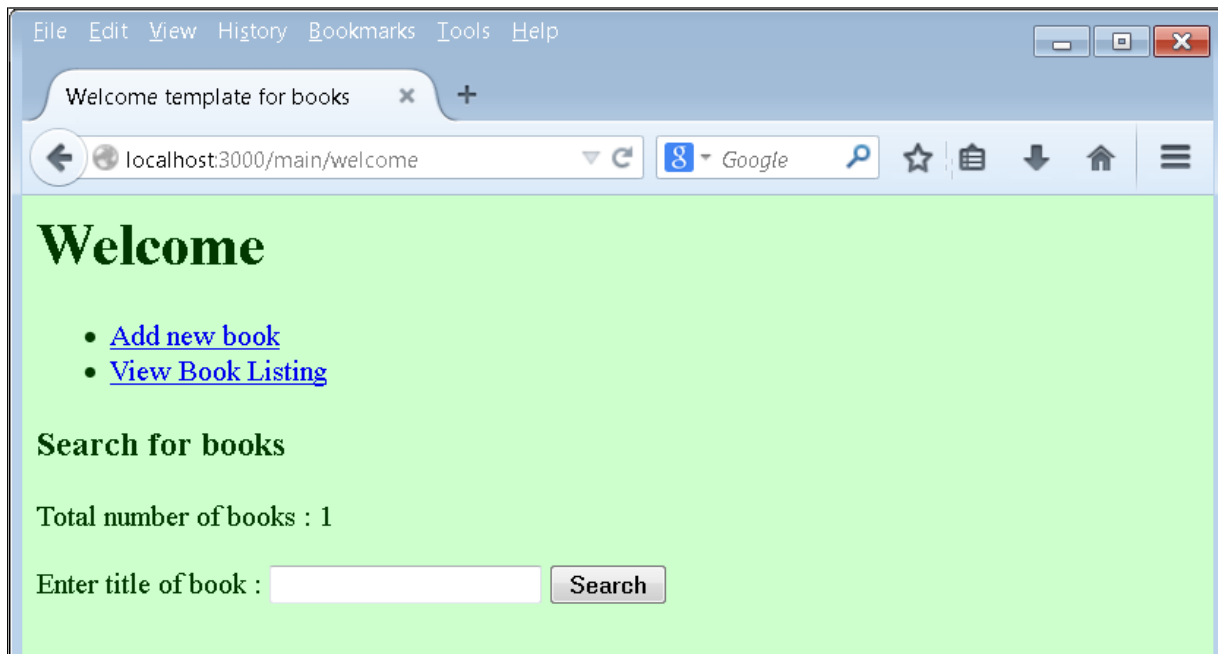 File Edit View History Bookmarks Tools Help
Welcome template for books
localhost:3000/main/welcome
8 Google
Welcome
Add new book
View Book Listing
Search for books
Total number of books : 1
Enter title of book : Search